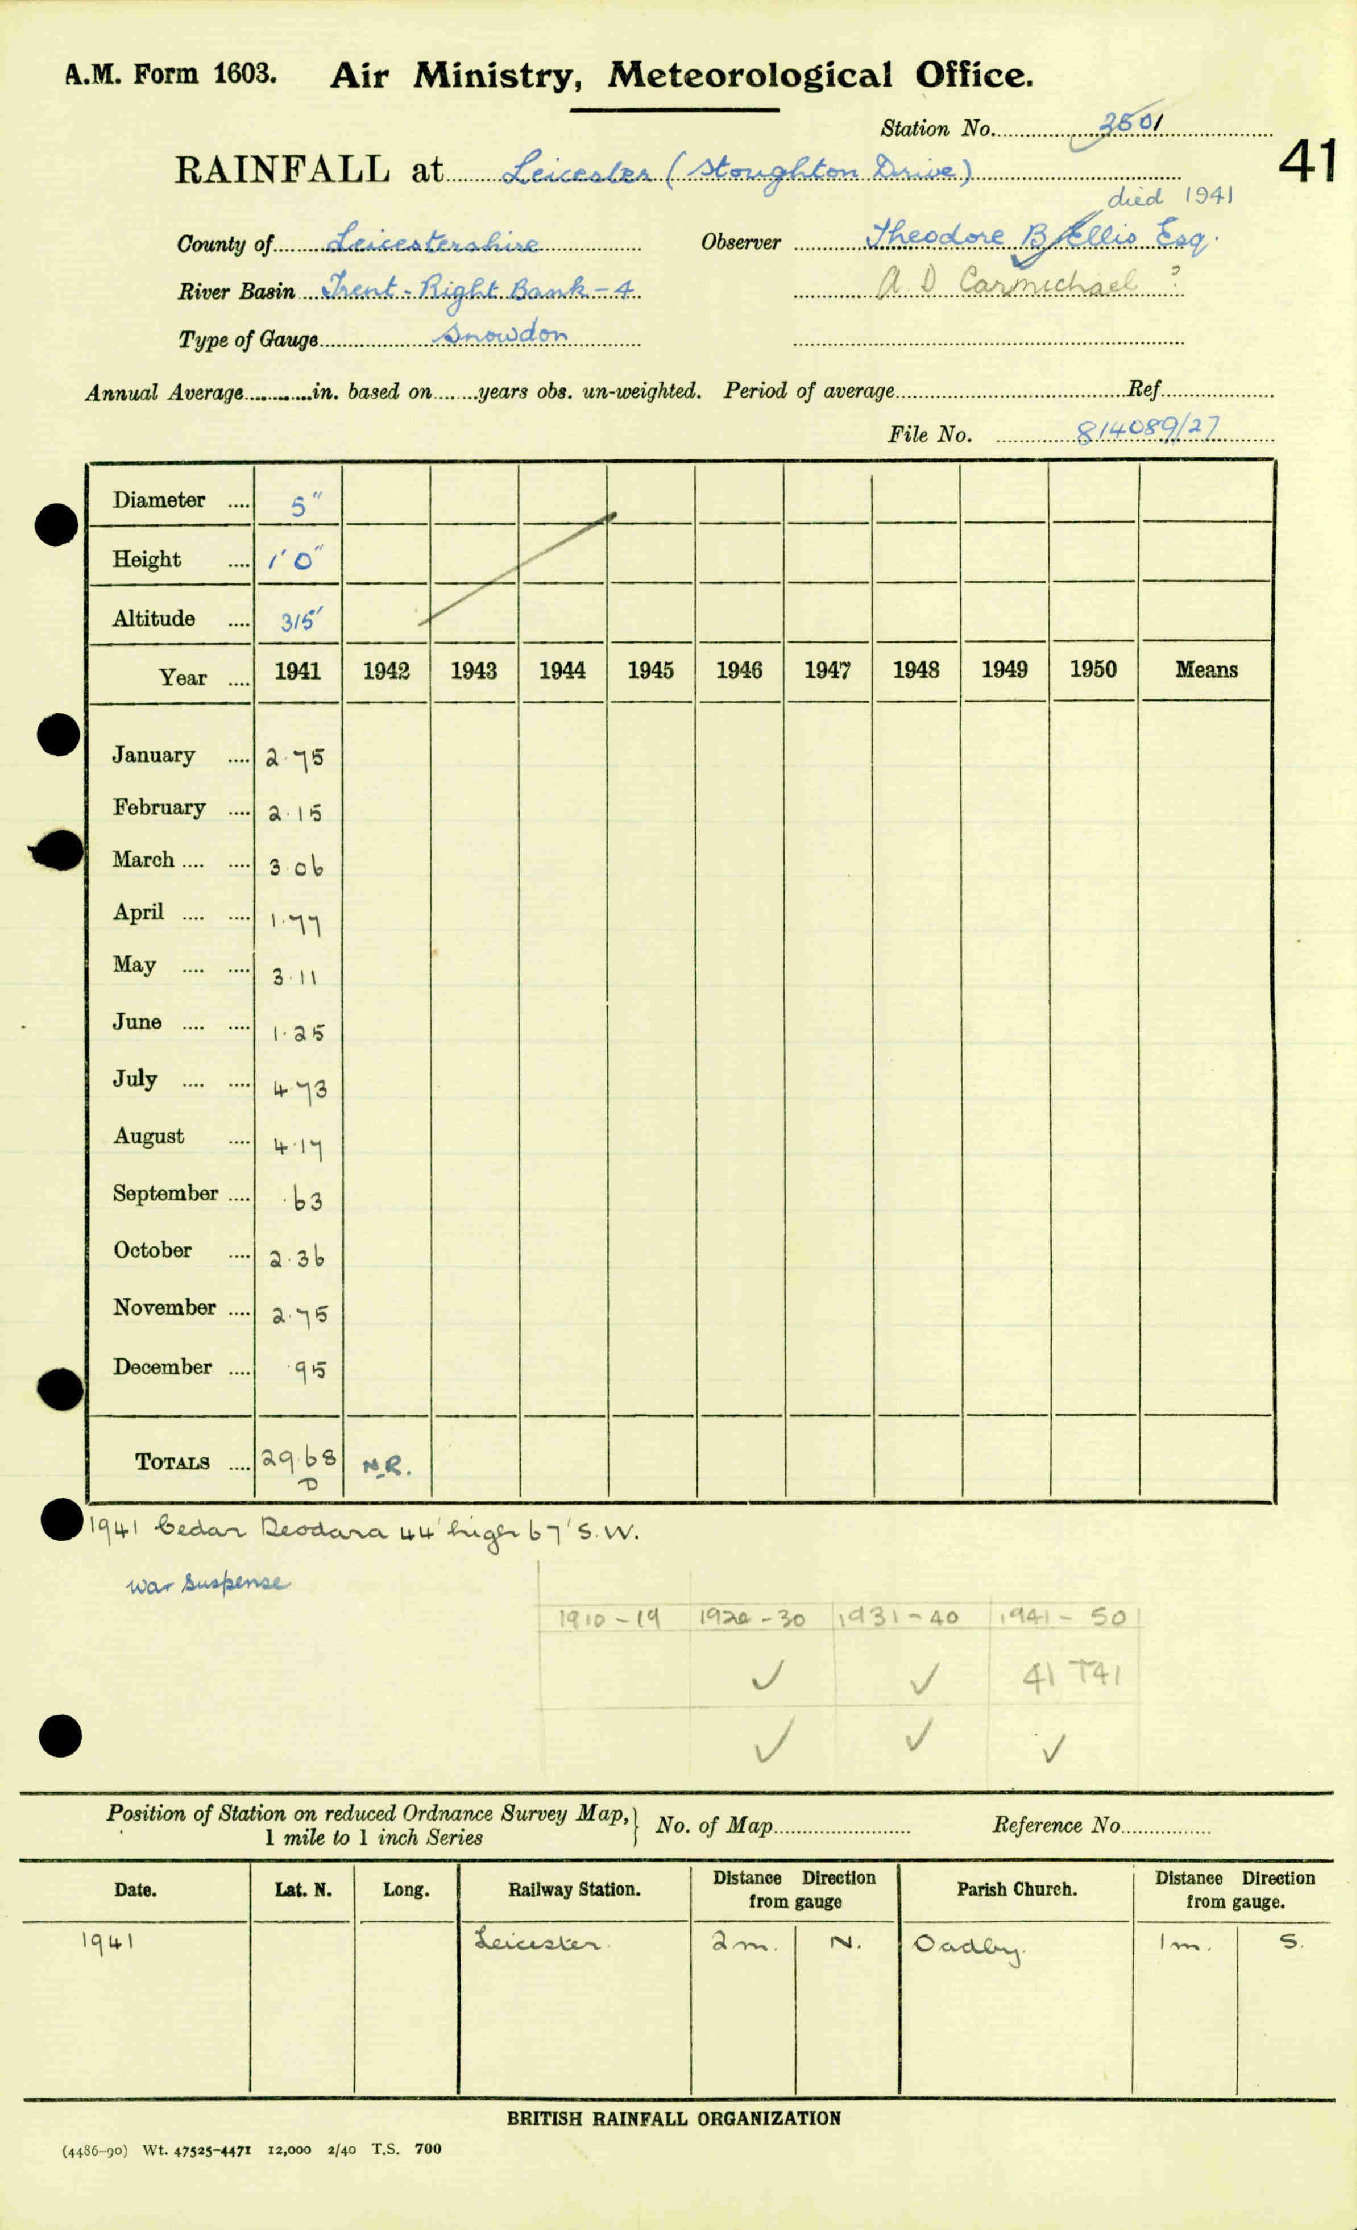 A.M. Form 1603. Air Ministry, Meteorological Office.
Station No. 2501
41
RAINFALL at Leicester (Stoughton Drive)
died 1941
County of Leicestershire Observer Theodore B Ellis Esq.
River Basin Trent - Right Bank - 4 A D Carmichael ?
Type of Gauge Snowdon
Annual Average in. based on years obs. un-weighted. Period of average Ref.
File No. 814089/27
Diameter 5"
Height 1'0"
Altitude 315'
Year 1941 1942 1943 1944 1945 1946 1947 1948 1949 1950 Means
January 2.75
February 2.15
March 3.06
April 1.77
May 3.11
June 1.25
July 4.73
August 4.17
September .63
October 2.36
November 2.75
December .95
TOTALS 29.68 N.R.
D
1941 Cedar Deodara 44' high 67' S.W.
War Suspense
1910-19 1920-30 1931-40 1941-50
✓ ✓ 41 T41
✓ ✓ ✓
Position of Station on reduced Ordnance Survey Map, } No. of Map Reference No.
1 mile to 1 inch Series
Date. Lat. N. Long. Railway Station. Distance Direction from gauge Parish Church. Distance Direction from gauge.
1941 Leicester. 2m. N. Oadby. 1m. S.
BRITISH RAINFALL ORGANIZATION
(4486-90) Wt. 47525-4471 12,000 2/40 T.S. 700